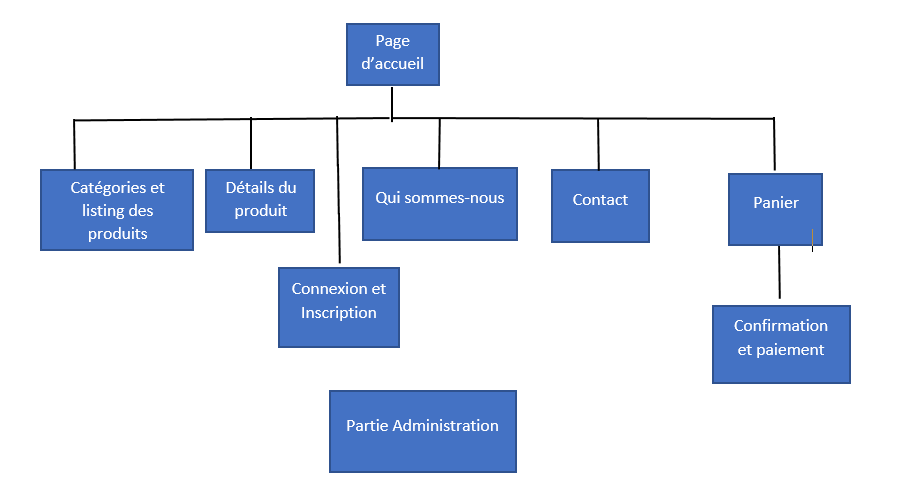 Page
d’accueil
Catégories et
listing des
produits
Détails du
produit
Qui sommes-nous
Contact
Panier
Connexion et
Inscription
Confirmation
et paiement
Partie Administration